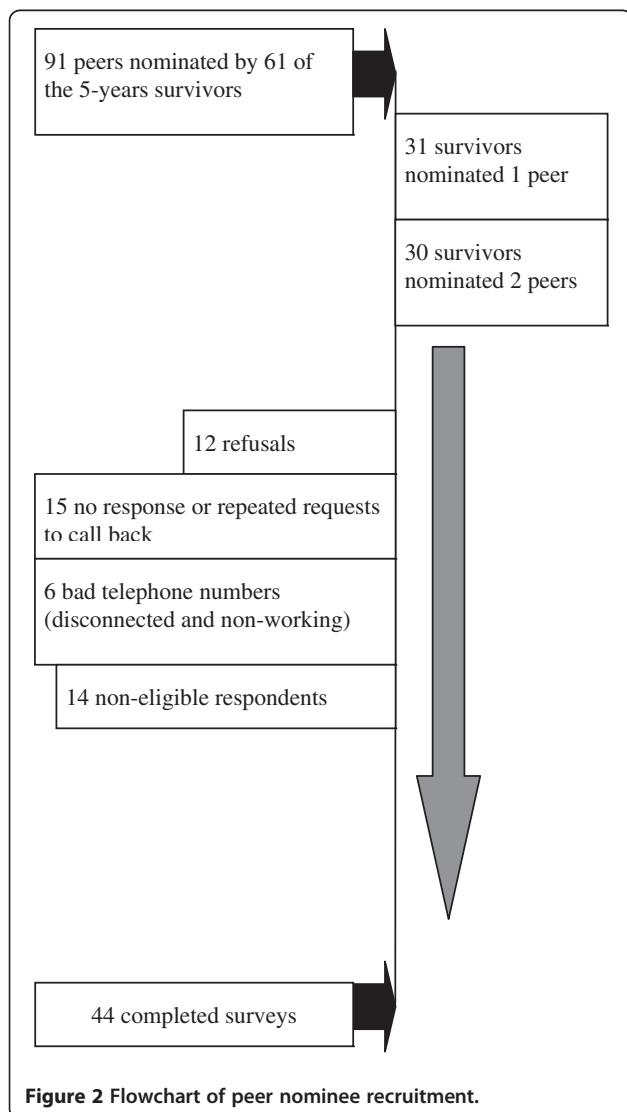 91 peers nominated by 61 of
the 5-years survivors
31 survivors
nominated 1 peer
30 survivors
nominated 2 peers
12 refusals
15 no response or repeated requests
to call back
6 bad telephone numbers
(disconnected and non-working)
14 non-eligible respondents
44 completed surveys
Figure 2 Flowchart of peer nominee recruitment.